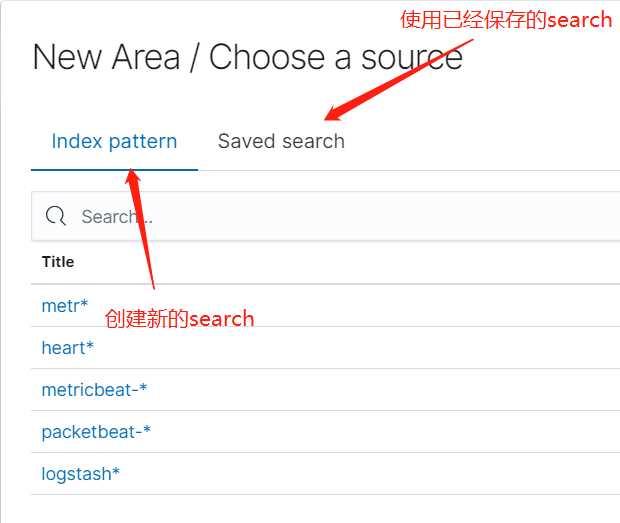 使用已经保存的search
New Area / Choose a source
Index pattern
Saved search
Search...
Title
metr*
创建新的search
heart*
metricbeat-*
packetbeat-*
logstash*